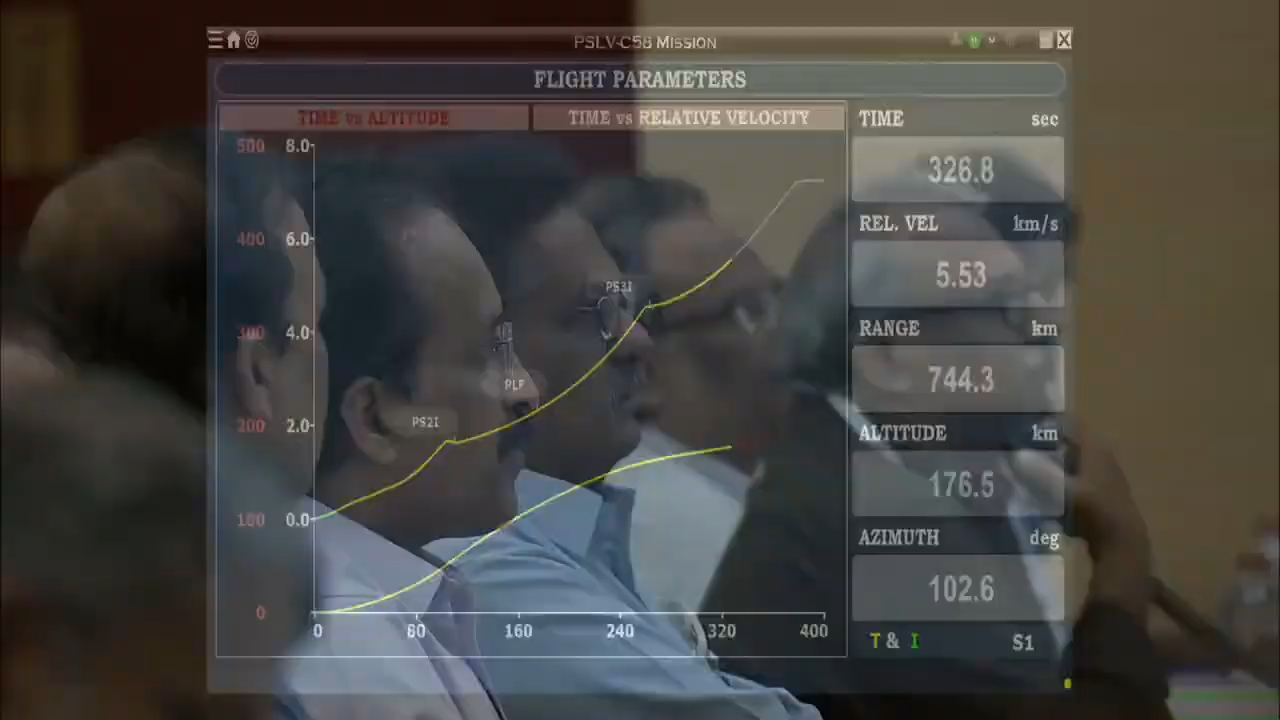 PSLV-C58 MISSION
FLIGHT PARAMETERS
TIME vs ALTITUDE
TIME vs RELATIVE VELOCITY
500 8.0
400 6.0
300 4.0
200 2.0
100 0.0
0
0 80 160 240 320 400
PS2I
PLF
PS3I
TIME sec
326.8
REL. VEL km/s
5.53
RANGE km
744.3
ALTITUDE km
176.5
AZIMUTH deg
102.6
T & I S1